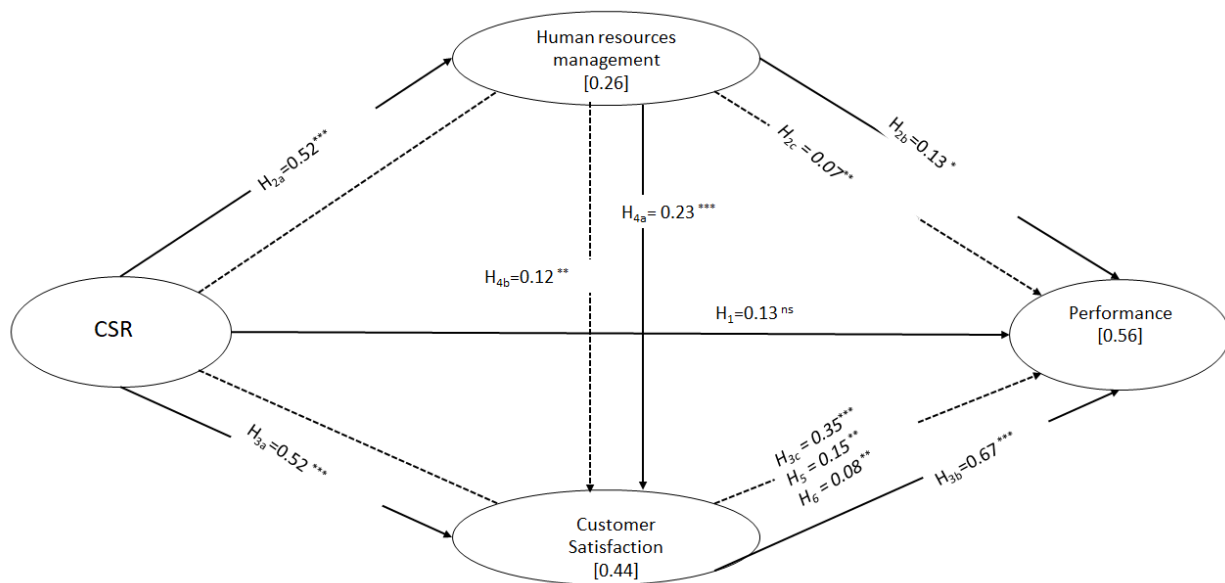 Human resources
management
[0.26]
H2a=0.52***
H2c = 0.07**
H2b=0.13*
H4a= 0.23 ***
H4b=0.12 **
H1=0.13 ns
CSR
Performance
[0.56]
H3a=0.52 ***
H3c = 0.35***
H5 = 0.15**
H6 = 0.08**
H3b=0.67***
Customer
Satisfaction
[0.44]